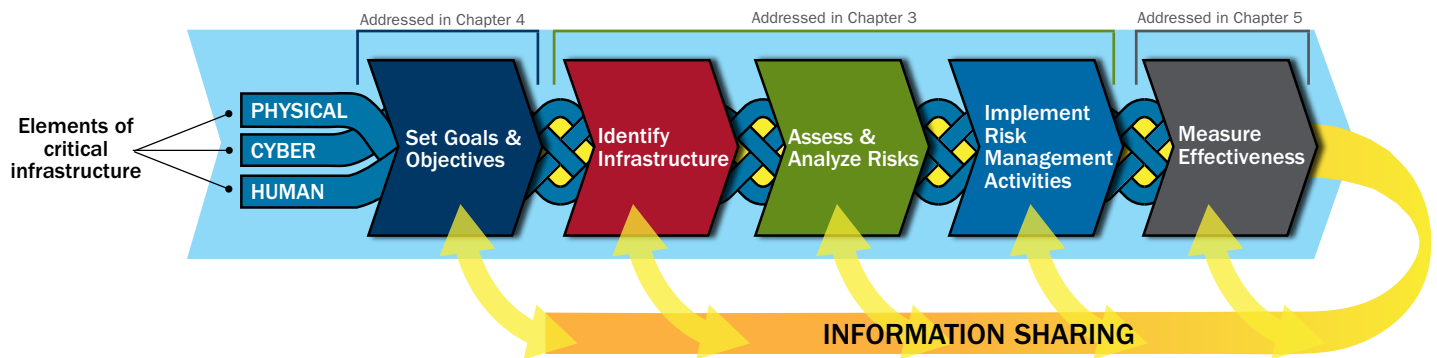 Addressed in Chapter 4
Addressed in Chapter 3
Addressed in Chapter 5
Elements of
critical
infrastructure
PHYSICAL
CYBER
HUMAN
Set Goals &
Objectives
Identify
Infrastructure
Assess &
Analyze Risks
Implement
Risk
Management
Activities
Measure
Effectiveness
INFORMATION SHARING